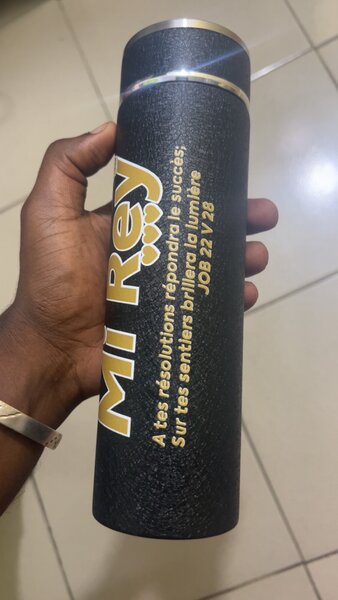 Mi Rey
A tes résolutions répondra le succès;
Sur tes sentiers brillera la lumière
JOB 22 V 28